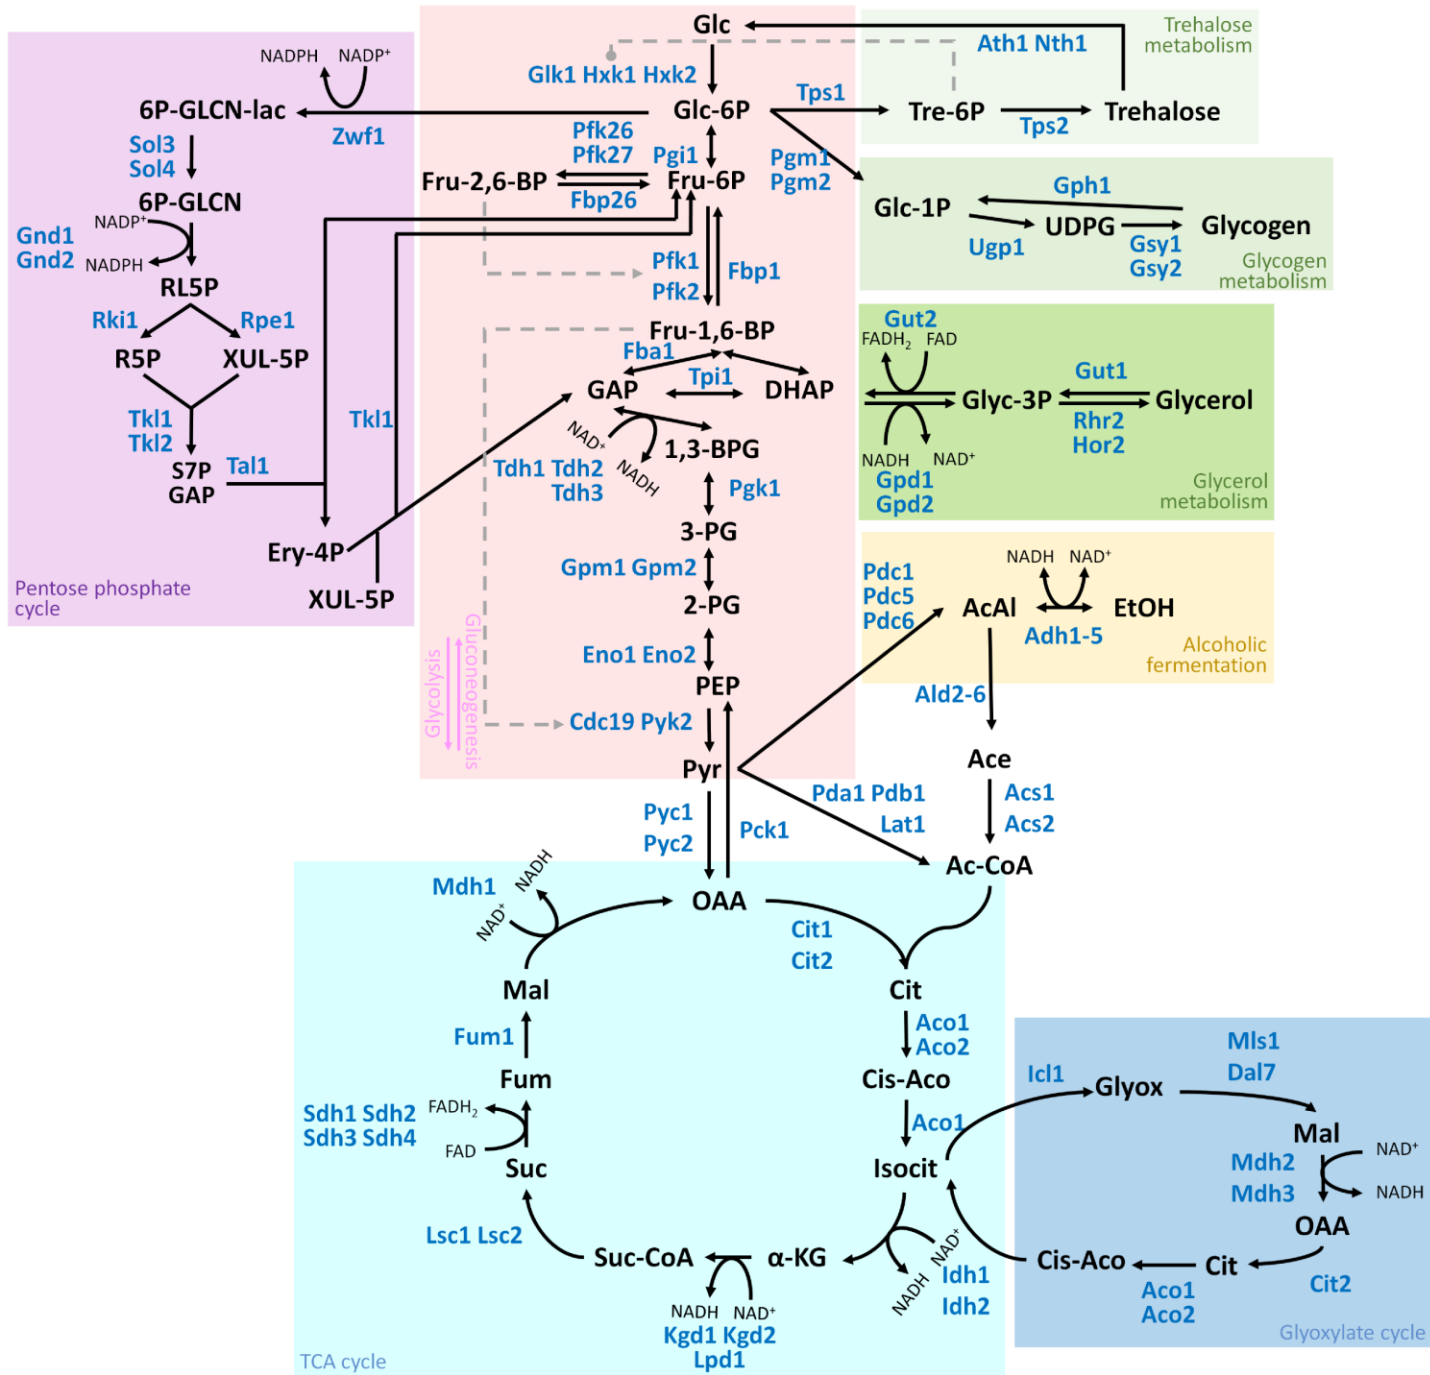 Glc
Trehalose
metabolism
Ath1 Nth1
NADPH
NADP⁺
Glk1 Hxk1 Hxk2
6P-GLCN-lac
Zwf1
Glc-6P
Tps1
Tre-6P
Tps2
Trehalose
Sol3
Sol4
Pfk26
Pfk27
Pgi1
Pgm1
Pgm2
Fru-2,6-BP
Fbp26
Fru-6P
6P-GLCN
NADP⁺
Gnd1
Gnd2
NADPH
Glc-1P
Gph1
Ugp1
UDPG
Gsy1
Gsy2
Glycogen
Glycogen
metabolism
RL5P
Pfk1
Pfk2
Fbp1
Rki1
Rpe1
R5P
XUL-5P
Fru-1,6-BP
Fba1
Tpi1
GAP
DHAP
Gut2
FADH₂
FAD
Gut1
Glyc-3P
Glycerol
Rhr2
Hor2
NADH
NAD⁺
Gpd1
Gpd2
Glycerol
metabolism
Tkl1
Tkl2
Tkl1
S7P
GAP
Tal1
NAD⁺
NADH
1,3-BPG
Tdh1 Tdh2
Tdh3
Pgk1
3-PG
Ery-4P
XUL-5P
Pentose phosphate
cycle
Gpm1 Gpm2
2-PG
Glycolysis
Gluconeogenesis
Eno1 Eno2
PEP
Cdc19 Pyk2
Pyr
Pdc1
Pdc5
Pdc6
NADH
NAD⁺
AcAl
EtOH
Adh1-5
Alcoholic
fermentation
Ald2-6
Ace
Pda1 Pdb1
Lat1
Acs1
Acs2
Pyc1
Pyc2
Pck1
Ac-CoA
Mdh1
NADH
NAD⁺
OAA
Cit1
Cit2
Mal
Cit
Fum1
Aco1
Aco2
Fum
Cis-Aco
Sdh1 Sdh2
Sdh3 Sdh4
FADH₂
FAD
Aco1
Suc
Isocit
Lsc1 Lsc2
Suc-CoA
α-KG
NAD⁺
NADH
Idh1
Idh2
NADH
NAD⁺
Kgd1 Kgd2
Lpd1
TCA cycle
Icl1
Glyox
Mls1
Dal7
Mal
Mdh2
Mdh3
NAD⁺
NADH
OAA
Cis-Aco
Cit
Cit2
Aco1
Aco2
Glyoxylate cycle